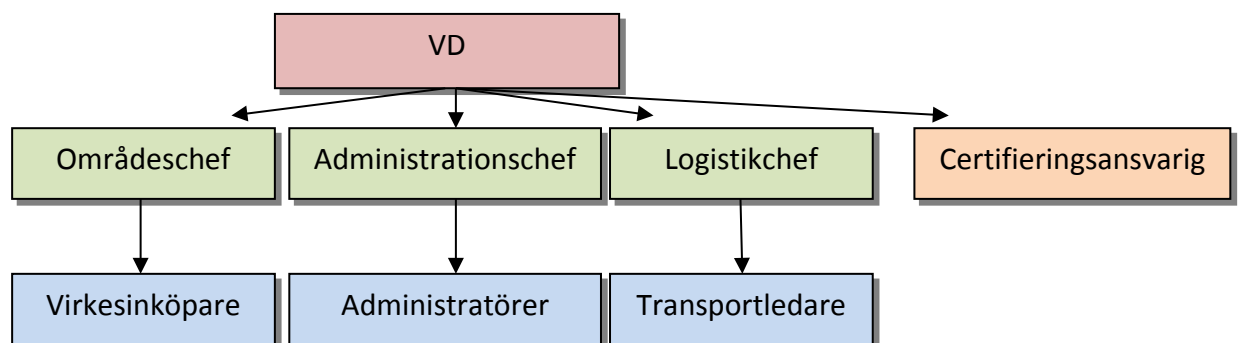 VD
Områdeschef
Administrationschef
Logistikchef
Certifieringsansvarig
Virkesinköpare
Administratörer
Transportledare